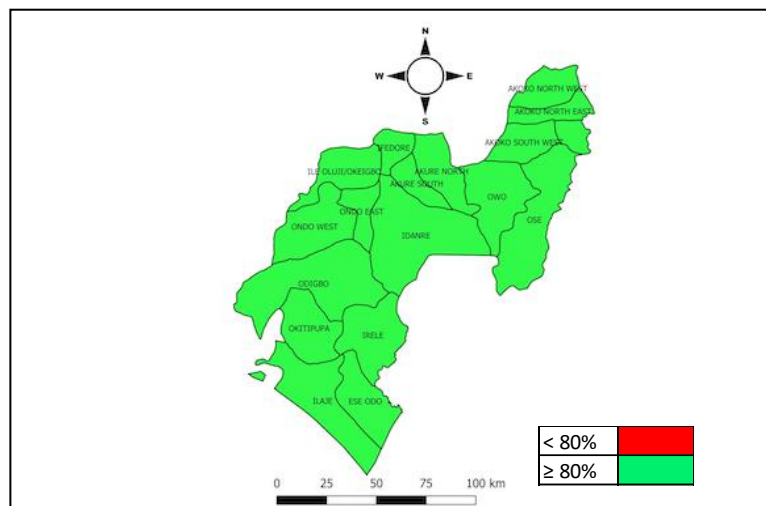 N
W E
S
AKOKO NORTH WEST
AKOKO NORTH EAST
AKOKO SOUTH WEST
IFEDORE
ILE OLUJI/OKEIGBO
AKURE NORTH
AKURE SOUTH
OWO
ONDO EAST
OSE
ONDO WEST
IDANRE
ODIGBO
OKITIPUPA
IRELE
ILAJE
ESE ODO
< 80%
≥ 80%
0 25 50 75 100 km